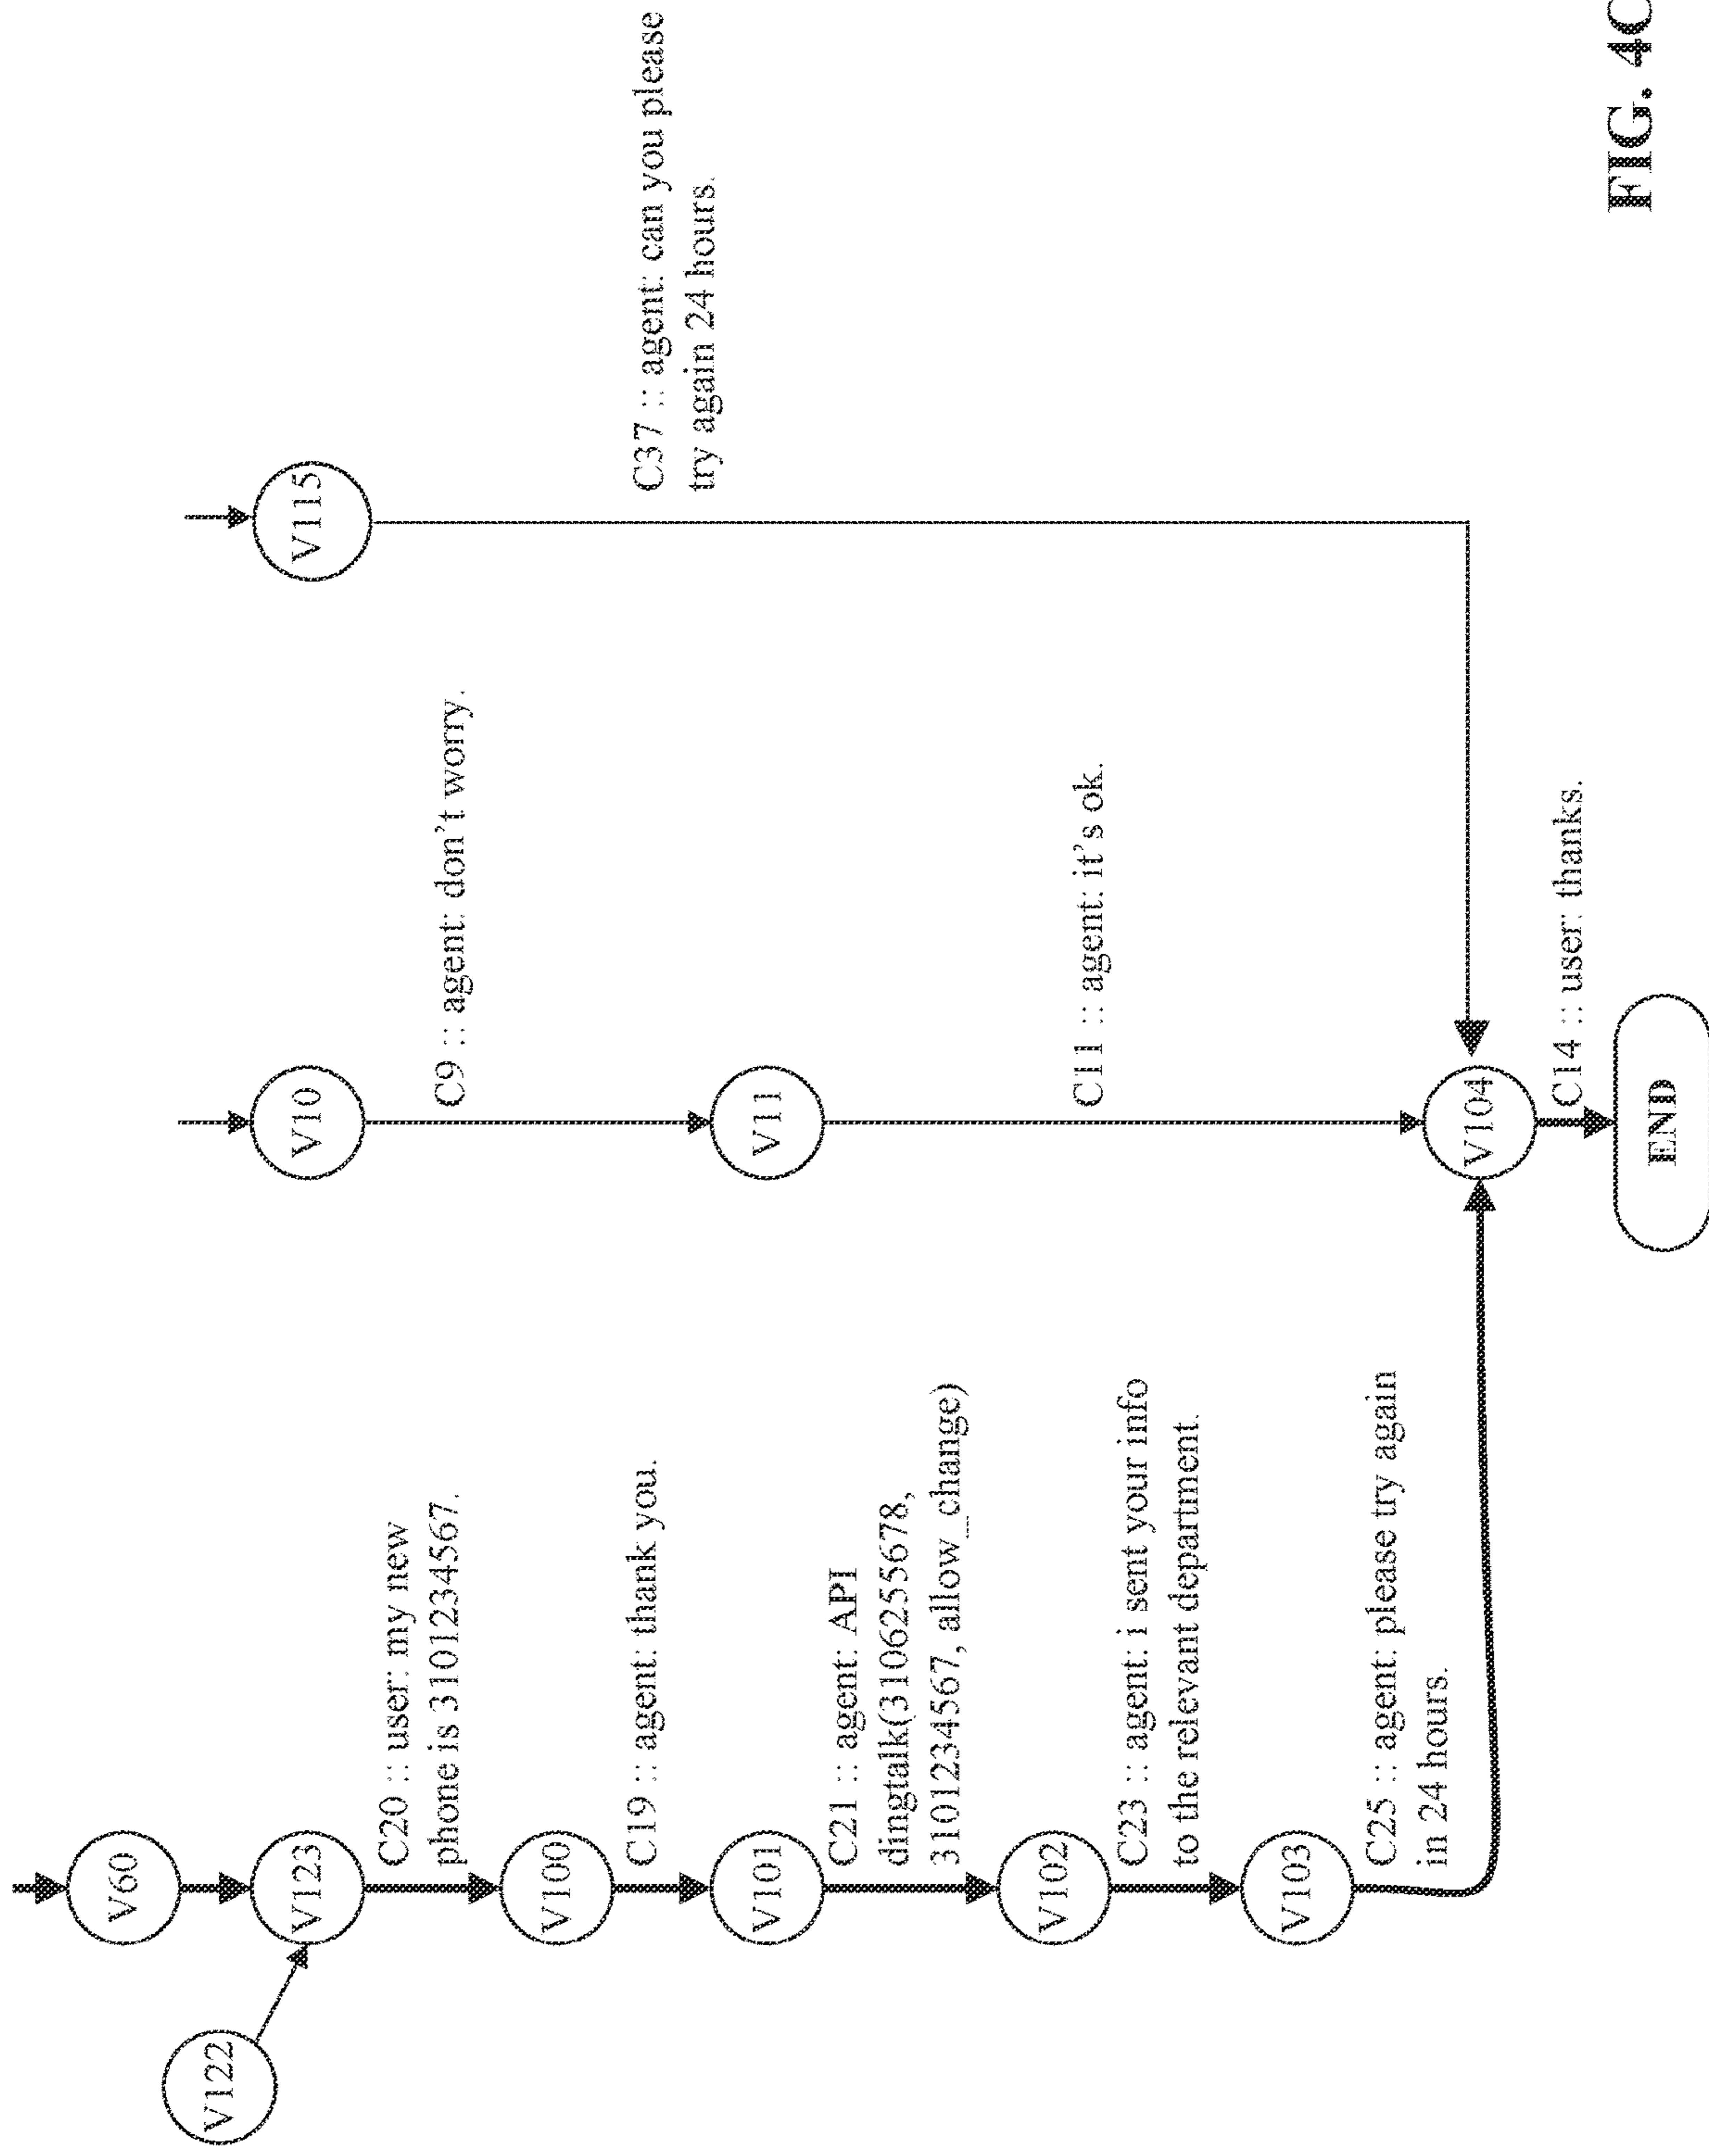 V60
V122
V123
C20 :: user: my new
phone is 3101234567.
V100
C19 :: agent: thank you.
V101
C21 :: agent: API
dingtalk(3106255678,
3101234567, allow_change)
V102
C23 :: agent: i sent your info
to the relevant department.
V103
C25 :: agent: please try again
in 24 hours.
V10
C9 :: agent: don't worry.
V11
C11 :: agent: it's ok.
V104
C14 :: user: thanks.
END
V115
C37 :: agent: can you please
try again 24 hours.
FIG. 4C